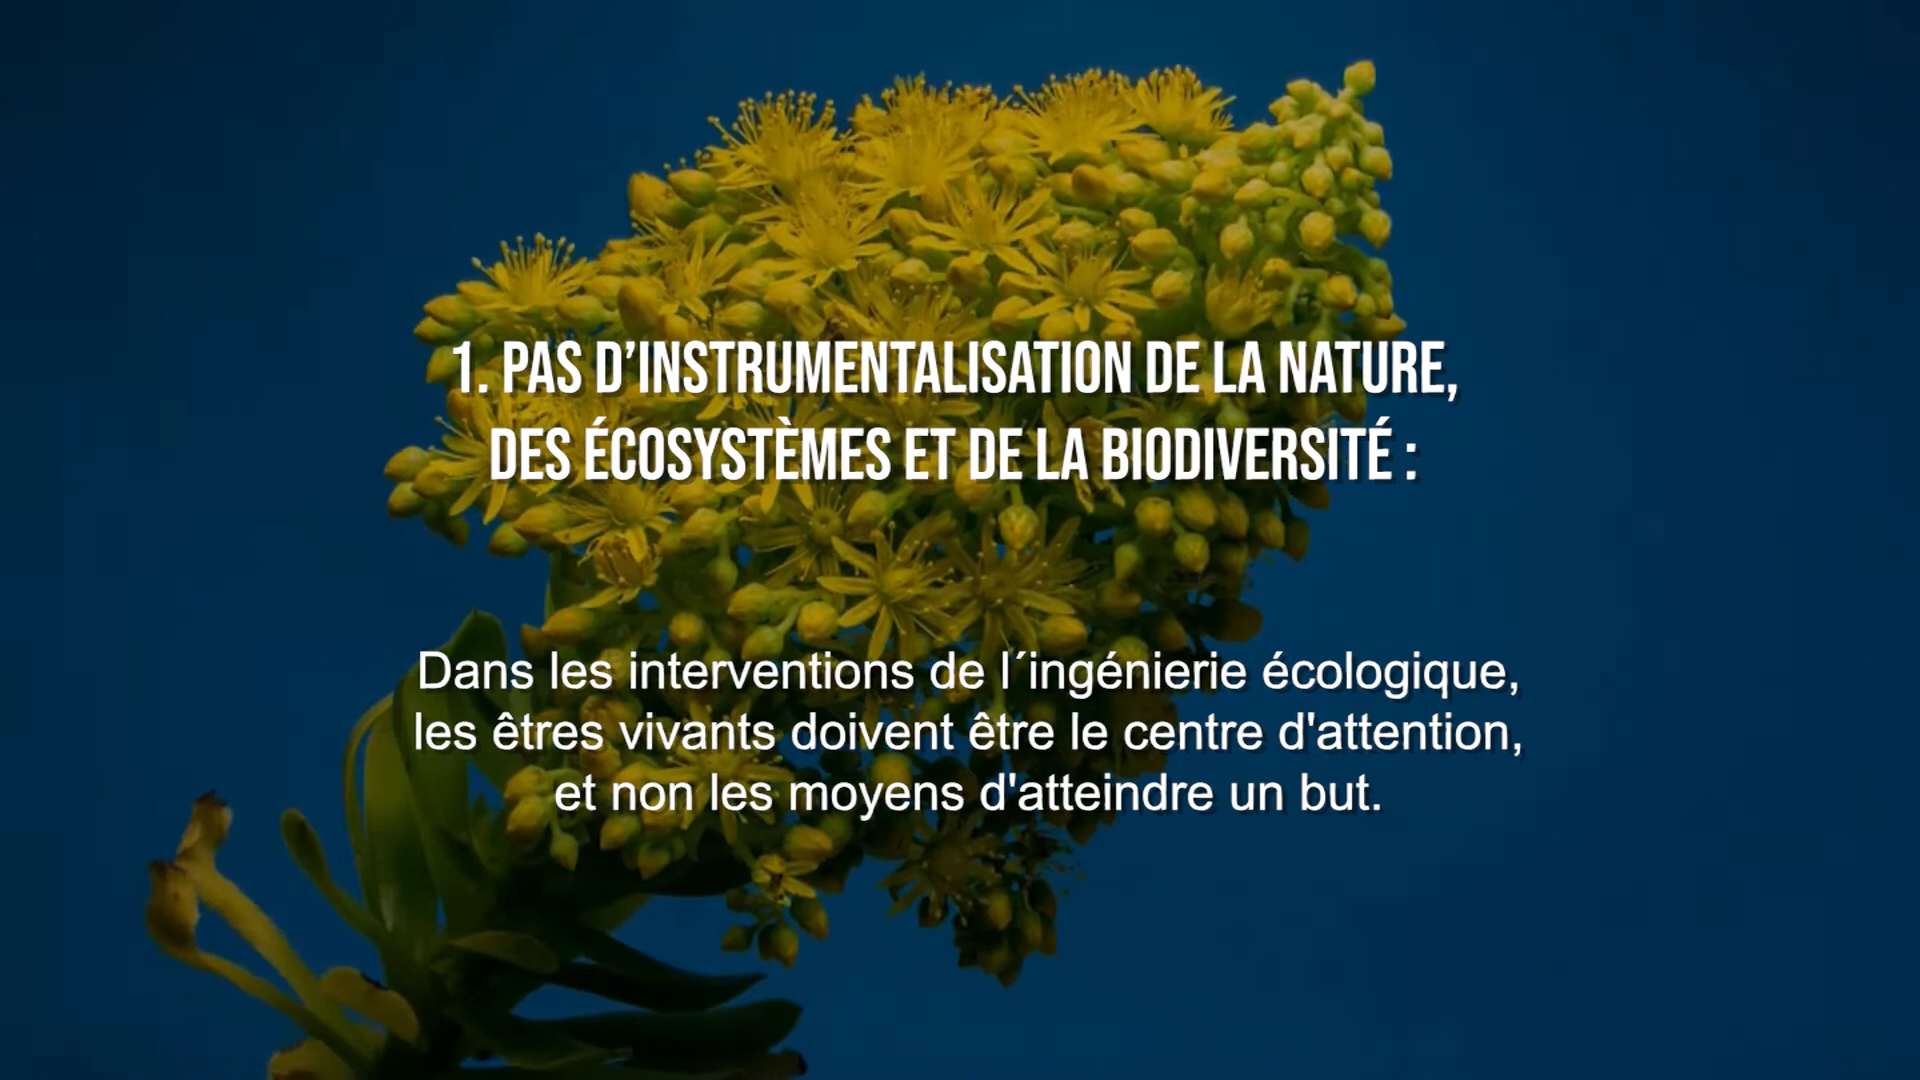 1. PAS D’INSTRUMENTALISATION DE LA NATURE,
DES ÉCOSYSTÈMES ET DE LA BIODIVERSITÉ :
Dans les interventions de l´ingénierie écologique,
les êtres vivants doivent être le centre d'attention,
et non les moyens d'atteindre un but.